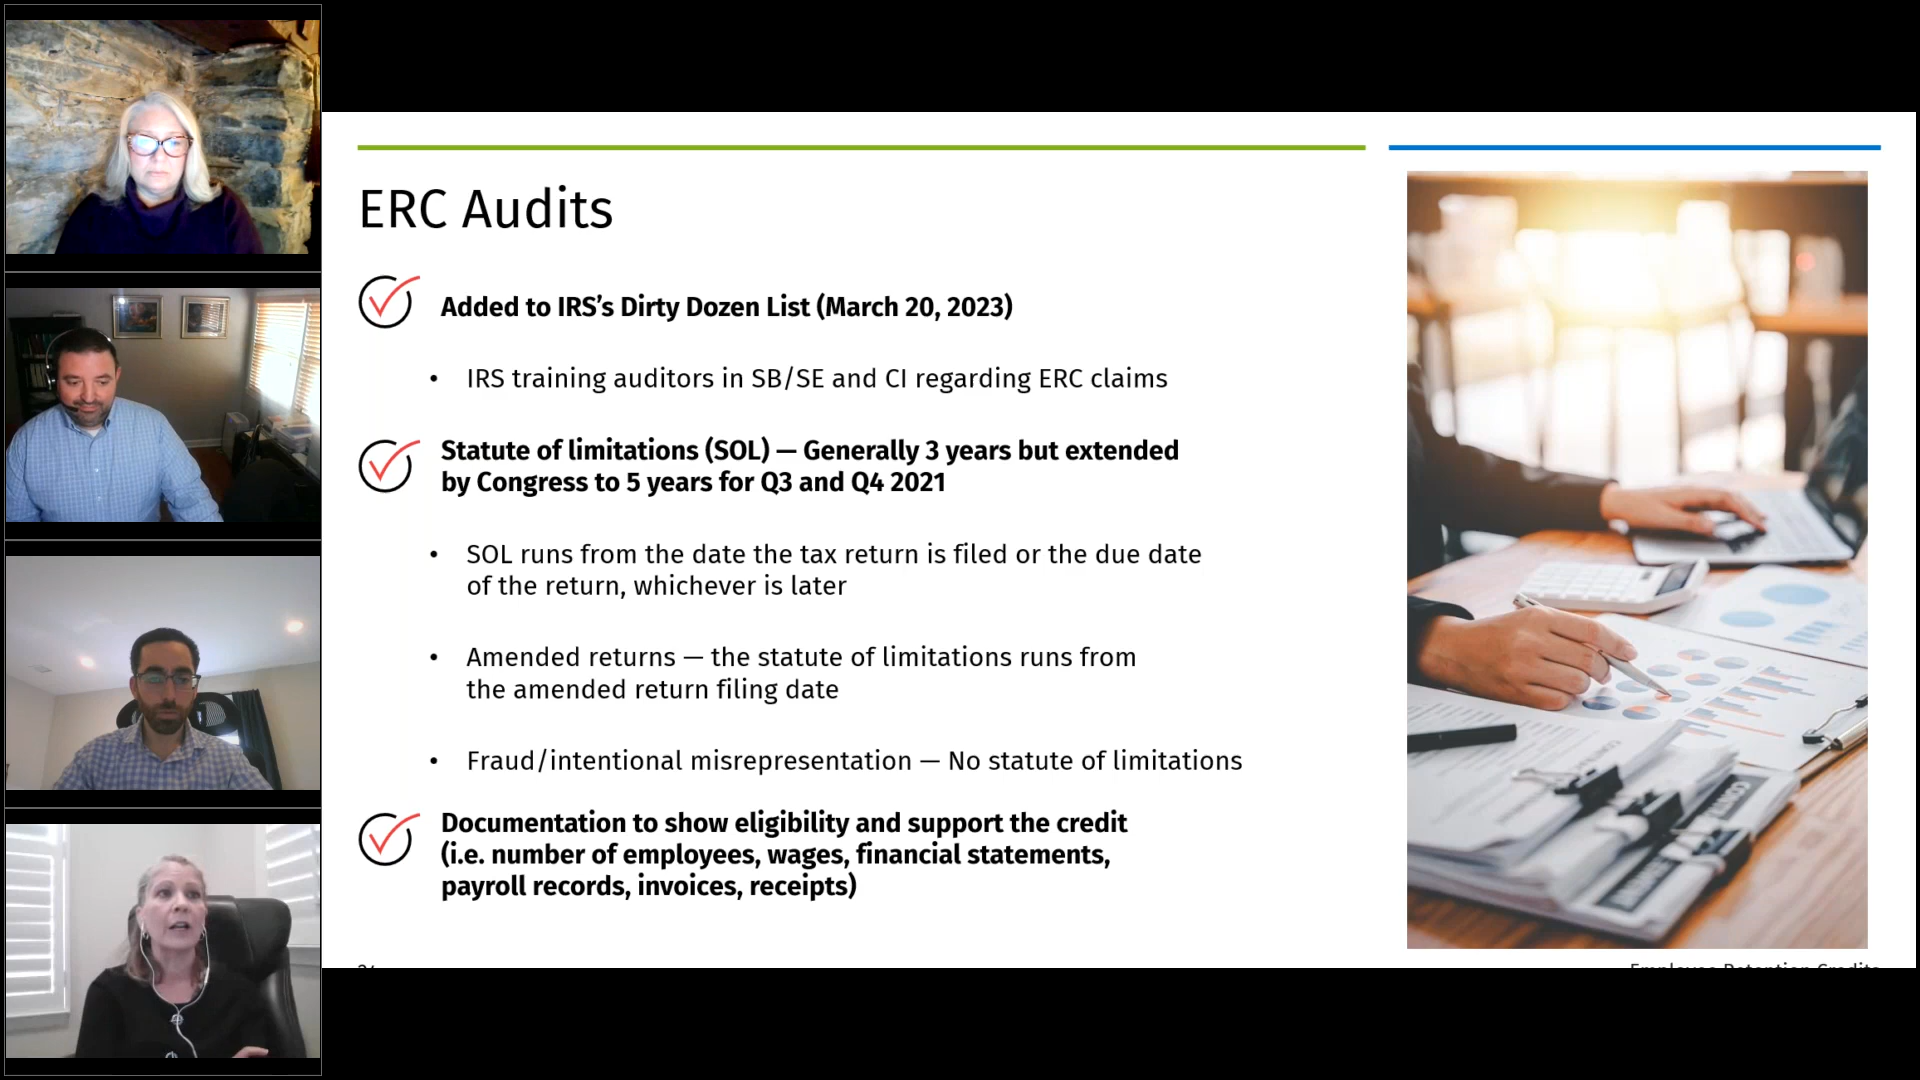 ERC Audits
Added to IRS’s Dirty Dozen List (March 20, 2023)
• IRS training auditors in SB/SE and CI regarding ERC claims
Statute of limitations (SOL) — Generally 3 years but extended
by Congress to 5 years for Q3 and Q4 2021
• SOL runs from the date the tax return is filed or the due date
of the return, whichever is later
• Amended returns — the statute of limitations runs from
the amended return filing date
• Fraud/intentional misrepresentation — No statute of limitations
Documentation to show eligibility and support the credit
(i.e. number of employees, wages, financial statements,
payroll records, invoices, receipts)
Employee Retention Credits